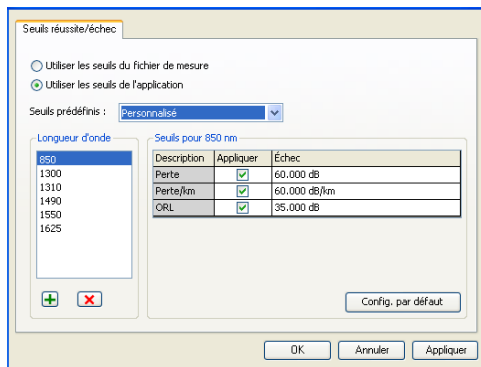 Seuils réussite/échec
Utiliser les seuils du fichier de mesure
Utiliser les seuils de l'application
Seuils prédéfinis : Personnalisé
Longueur d'onde
850
1300
1310
1490
1550
1625
Seuils pour 850 nm
Description Appliquer Échec
Perte 60.000 dB
Perte/km 60.000 dB/km
ORL 35.000 dB
Config. par défaut
OK Annuler Appliquer